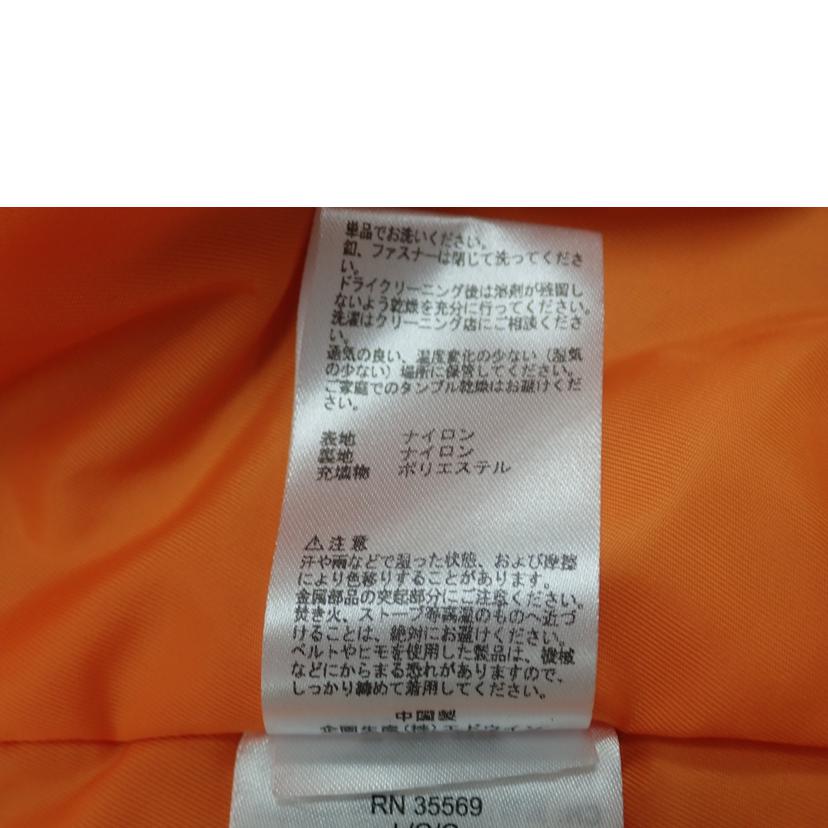 単品でお洗いください。
釦、ファスナーは閉じて洗ってくださ
い。
ドライクリーニング後は溶剤が残留し
ないよう乾燥を充分に行ってください。
洗濯はクリーニング店にご相談くださ
い。
通気の良い、温度変化の少ない（湿気
の少ない）場所に保管してください。
ご家庭でのタンブル乾燥はお避けくだ
さい。
表地 ナイロン
裏地 ナイロン
充填物 ポリエステル
⚠注意
汗や雨などで湿った状態、および摩擦
により色移りすることがあります。
金属部品の突起部分にご注意ください。
焚き火、ストーブ等高温のものへ近づ
けることは、絶対にお避けください。
ベルトやヒモを使用した製品は、機械
などにからまる恐れがありますので、
しっかり締めて着用してください。
中国製
企画生産(株)エドウイン
RN 35569